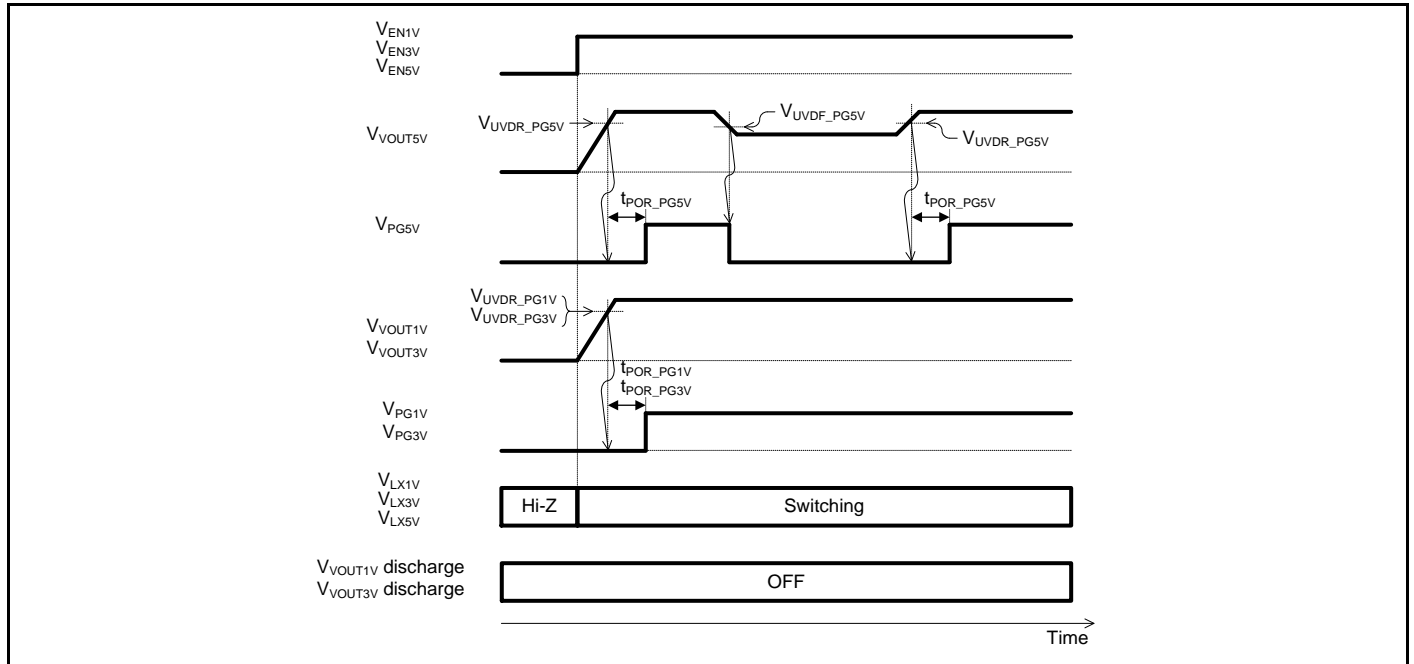 VEN1V
VEN3V
VEN5V
VVOUT5V
VUVDR_PG5V
VUVDF_PG5V
VUVDR_PG5V
tPOR_PG5V
tPOR_PG5V
VPG5V
VUVDR_PG1V
VUVDR_PG3V
VVOUT1V
VVOUT3V
tPOR_PG1V
tPOR_PG3V
VPG1V
VPG3V
VLX1V
VLX3V
VLX5V
Hi-Z
Switching
VVOUT1V discharge
VVOUT3V discharge
OFF
Time